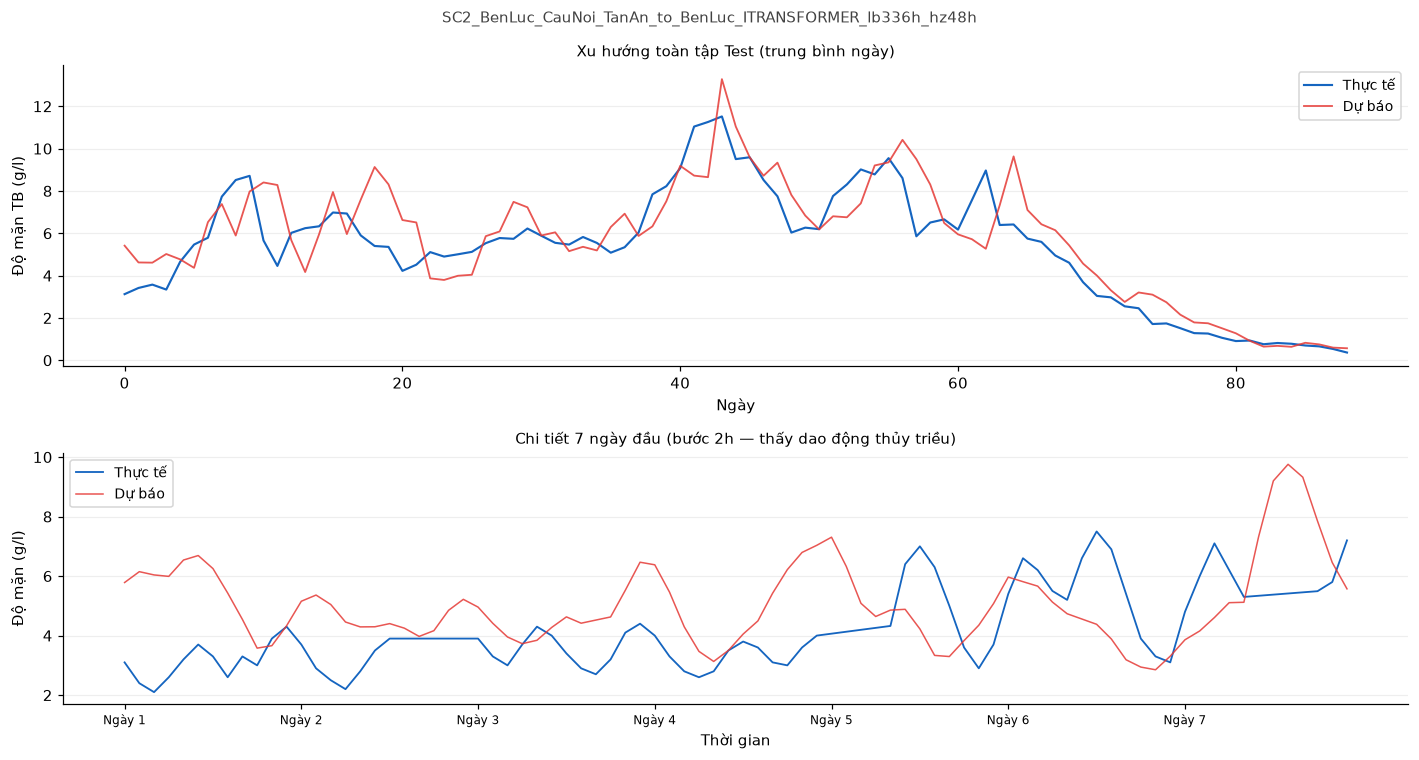 SC2_BenLuc_CauNoi_TanAn_to_BenLuc_ITRANSFORMER_lb336h_hz48h
Xu hướng toàn tập Test (trung bình ngày)
Độ mặn TB (g/l)
12
10
8
6
4
2
0
Thực tế
Dự báo
0 20 40 60 80
Ngày
Chi tiết 7 ngày đầu (bước 2h — thấy dao động thủy triều)
Độ mặn (g/l)
10
8
6
4
2
Thực tế
Dự báo
Ngày 1 Ngày 2 Ngày 3 Ngày 4 Ngày 5 Ngày 6 Ngày 7
Thời gian